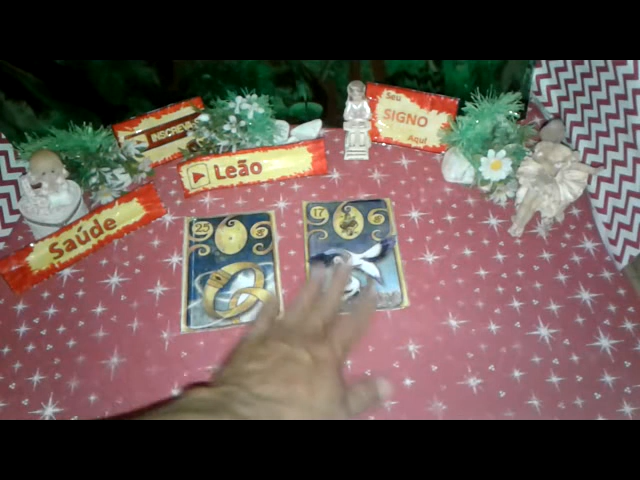 INSCREVA
Seu
SIGNO
Aqui
Leão
Saúde
25
17